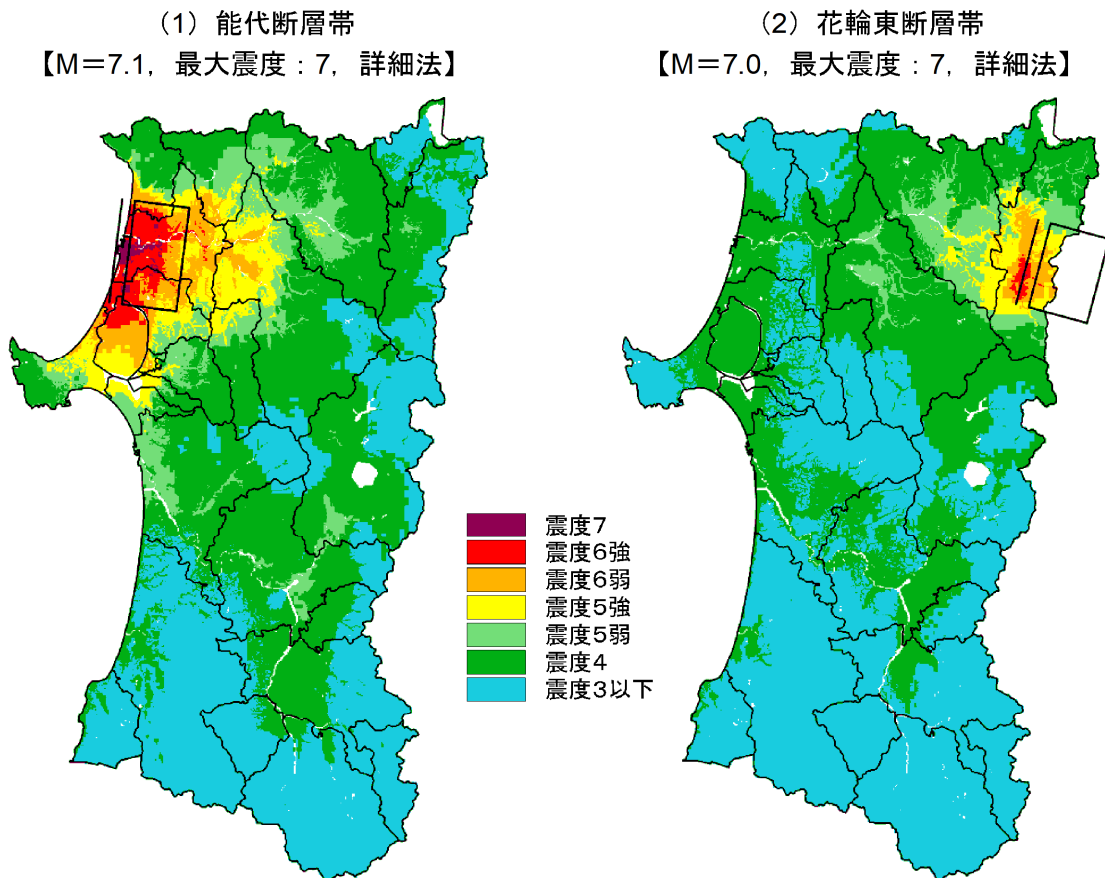 (1) 能代断層帯
【M＝7.1, 最大震度：7, 詳細法】
(2) 花輪東断層帯
【M＝7.0, 最大震度：7, 詳細法】
震度7
震度6強
震度6弱
震度5強
震度5弱
震度4
震度3以下